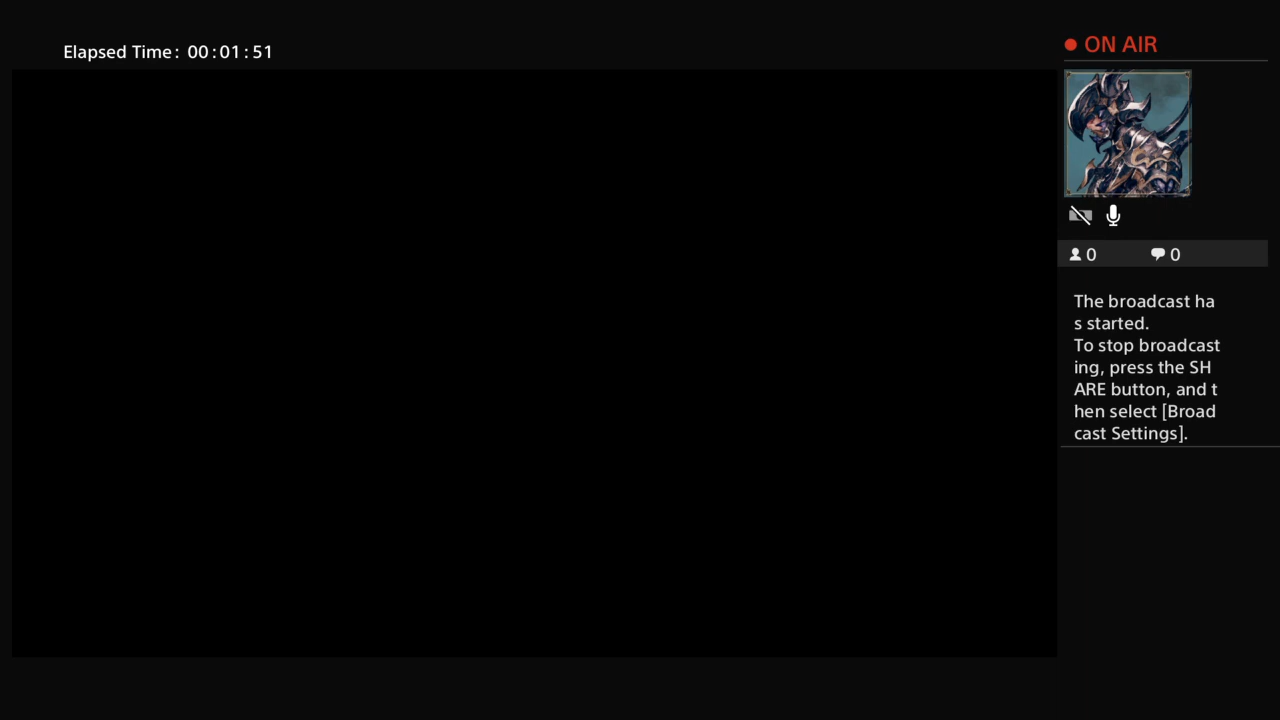 Elapsed Time: 00:01:51
ON AIR
0 0
The broadcast ha
s started.
To stop broadcast
ing, press the SH
ARE button, and t
hen select [Broad
cast Settings].